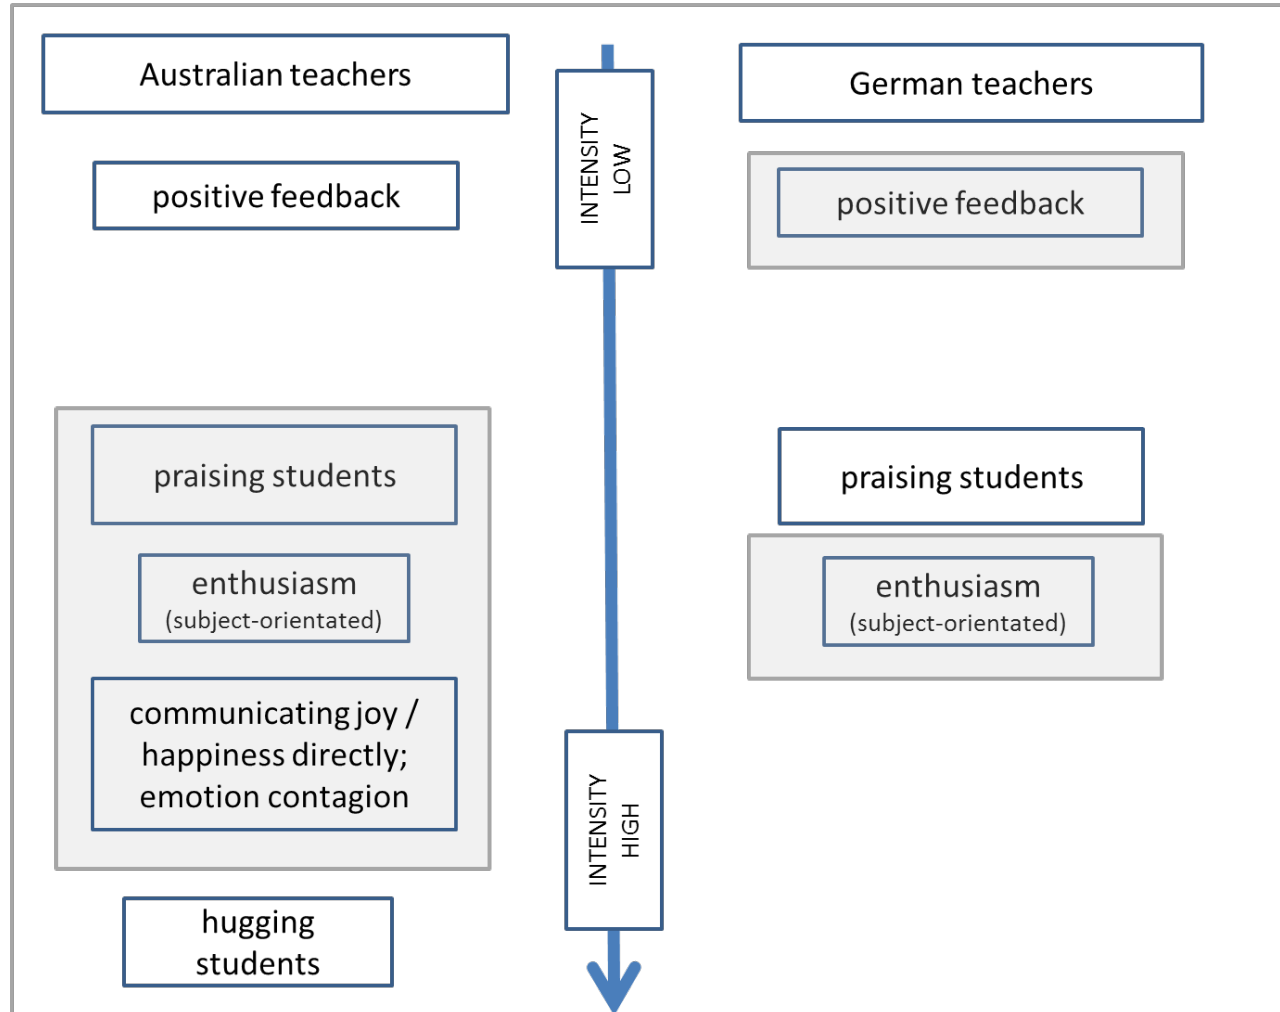 Australian teachers
positive feedback
praising students
enthusiasm
(subject-orientated)
communicating joy /
happiness directly;
emotion contagion
hugging
students
INTENSITY
LOW
INTENSITY
HIGH
German teachers
positive feedback
praising students
enthusiasm
(subject-orientated)